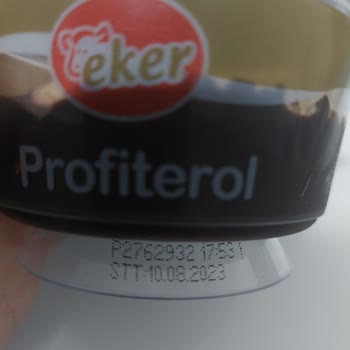 eker
Profiterol
P2762932 17:53 1
STT:10.08.2023